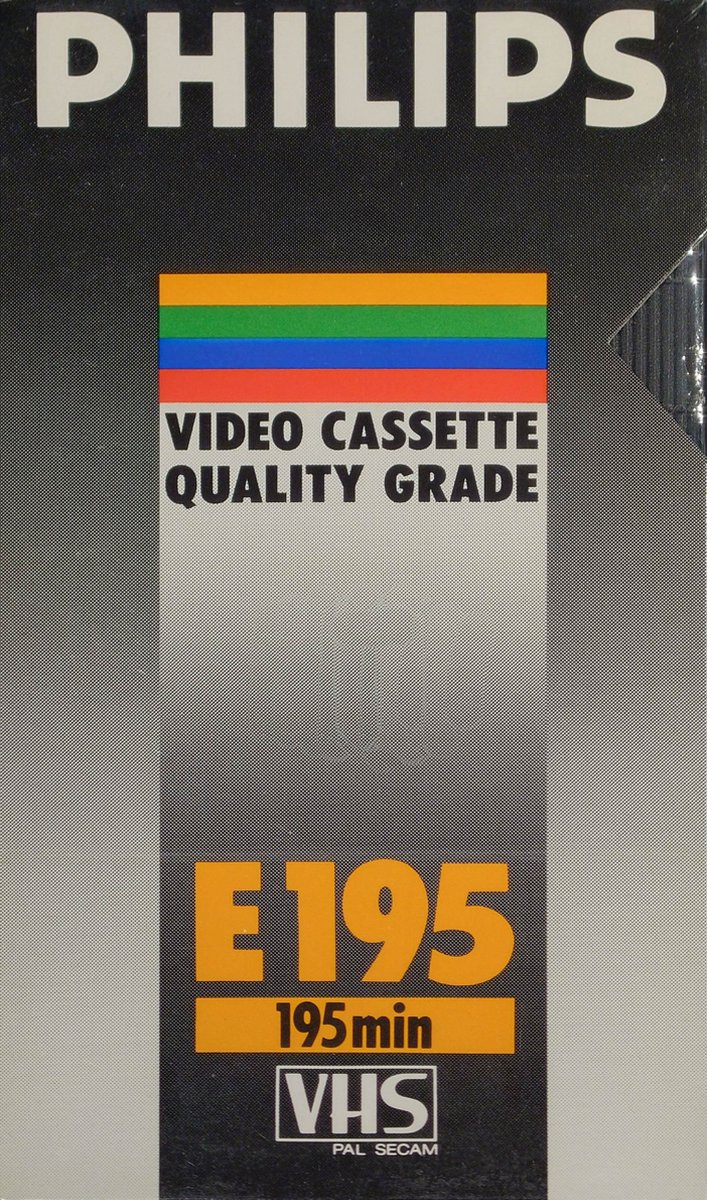 PHILIPS
VIDEO CASSETTE
QUALITY GRADE
E195
195min
VHS
PAL SECAM